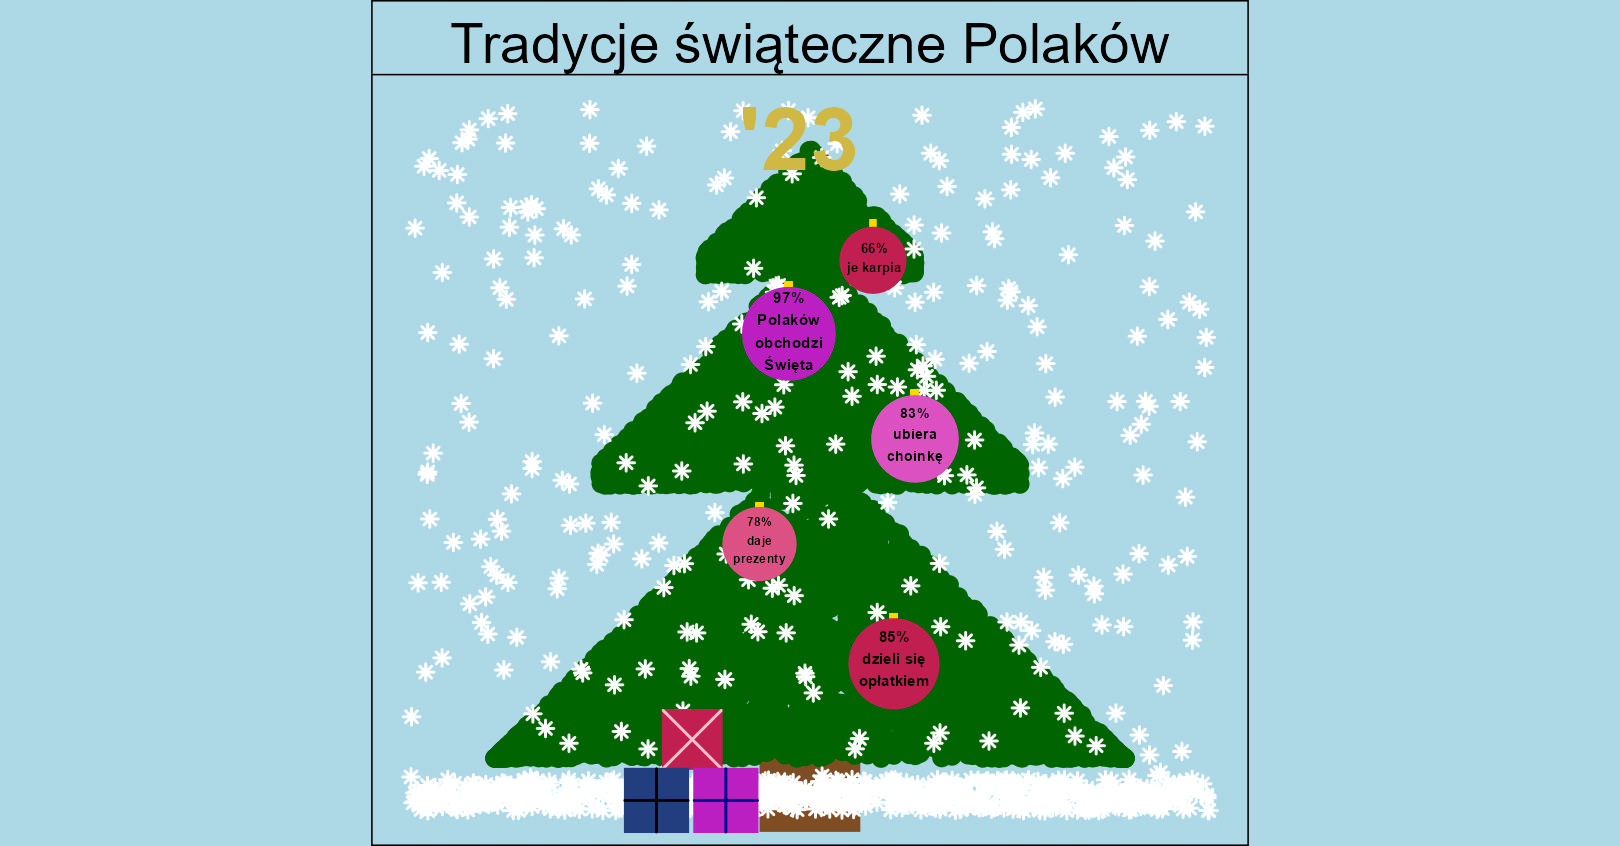 Tradycje świąteczne Polaków
'23
66%
je karpia
97%
Polaków
obchodzi
Święta
83%
ubiera
choinkę
78%
daje
prezenty
85%
dzieli się
opłatkiem